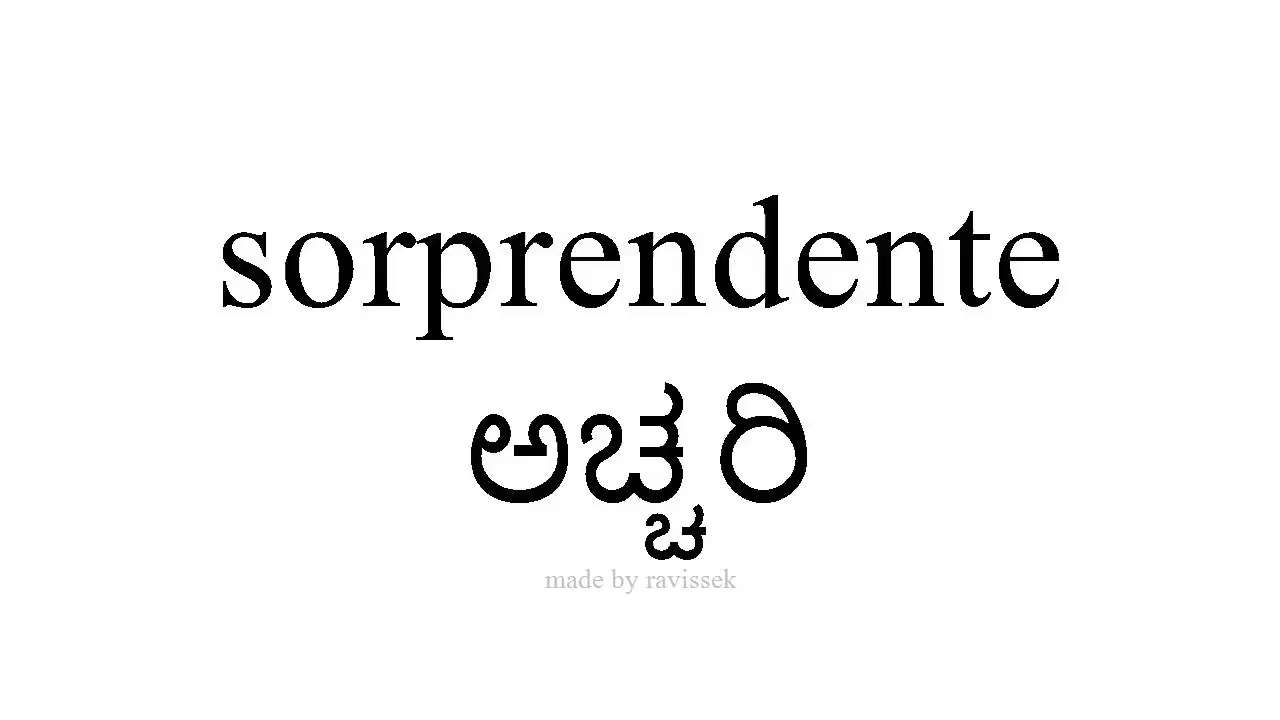 sorprendente
ಅಚ್ಚರಿ
made by ravissek